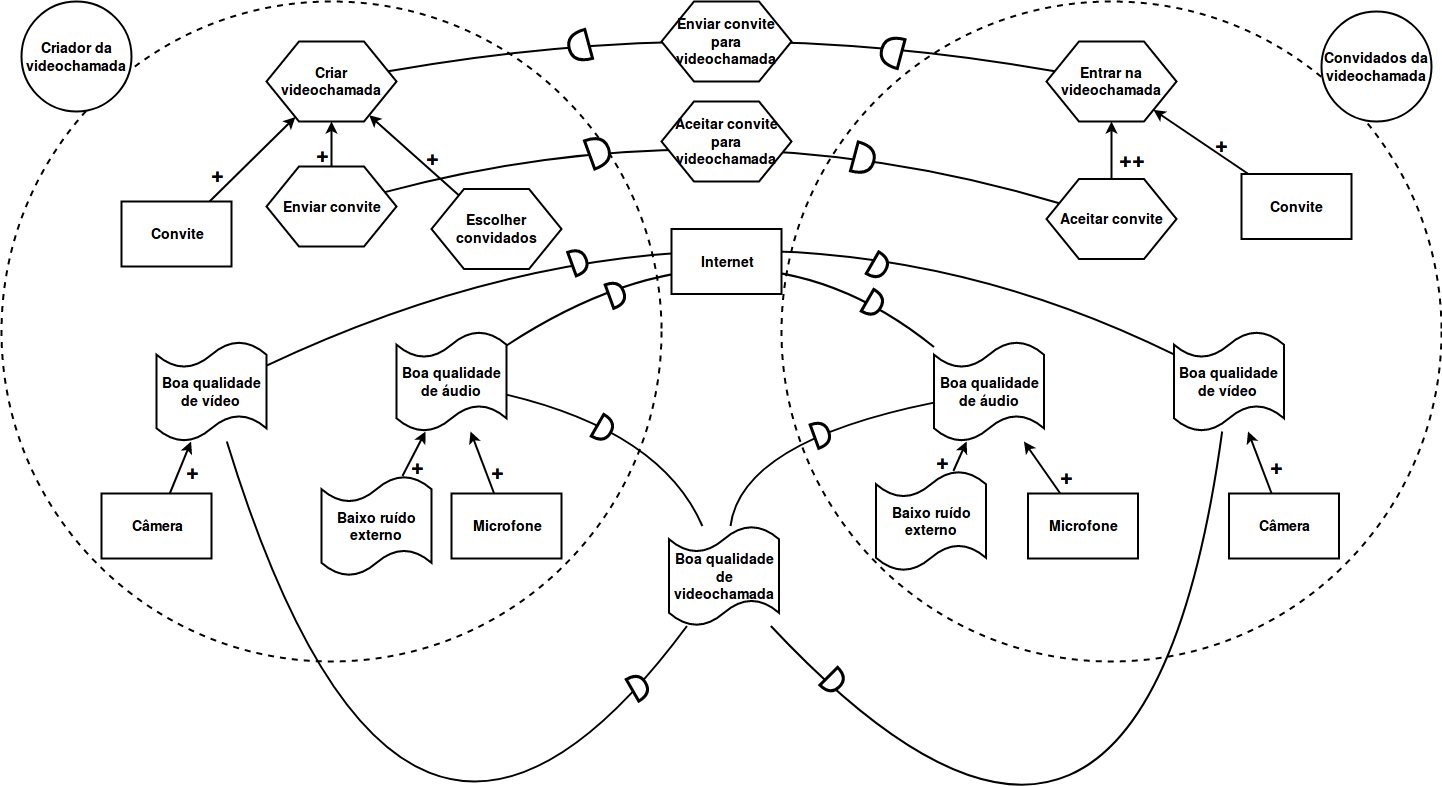 Criador da
videochamada
Criar
videochamada
Enviar convite
para
videochamada
Entrar na
videochamada
Convidados da
videochamada
Aceitar convite
para
videochamada
+
+
+
++
+
Convite
Enviar convite
Escolher
convidados
Aceitar convite
Convite
Internet
Boa qualidade
de vídeo
Boa qualidade
de áudio
Boa qualidade
de áudio
Boa qualidade
de vídeo
+
+
+
+
+
+
Câmera
Baixo ruído
externo
Microfone
Baixo ruído
externo
Microfone
Câmera
Boa qualidade
de
videochamada